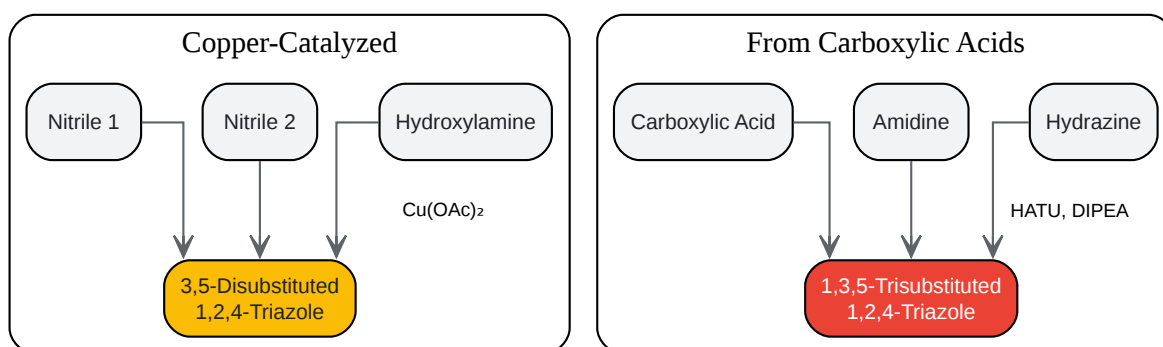 Copper-Catalyzed
Nitrile 1
Nitrile 2
Hydroxylamine
Cu(OAc)₂
3,5-Disubstituted
1,2,4-Triazole
From Carboxylic Acids
Carboxylic Acid
Amidine
Hydrazine
HATU, DIPEA
1,3,5-Trisubstituted
1,2,4-Triazole